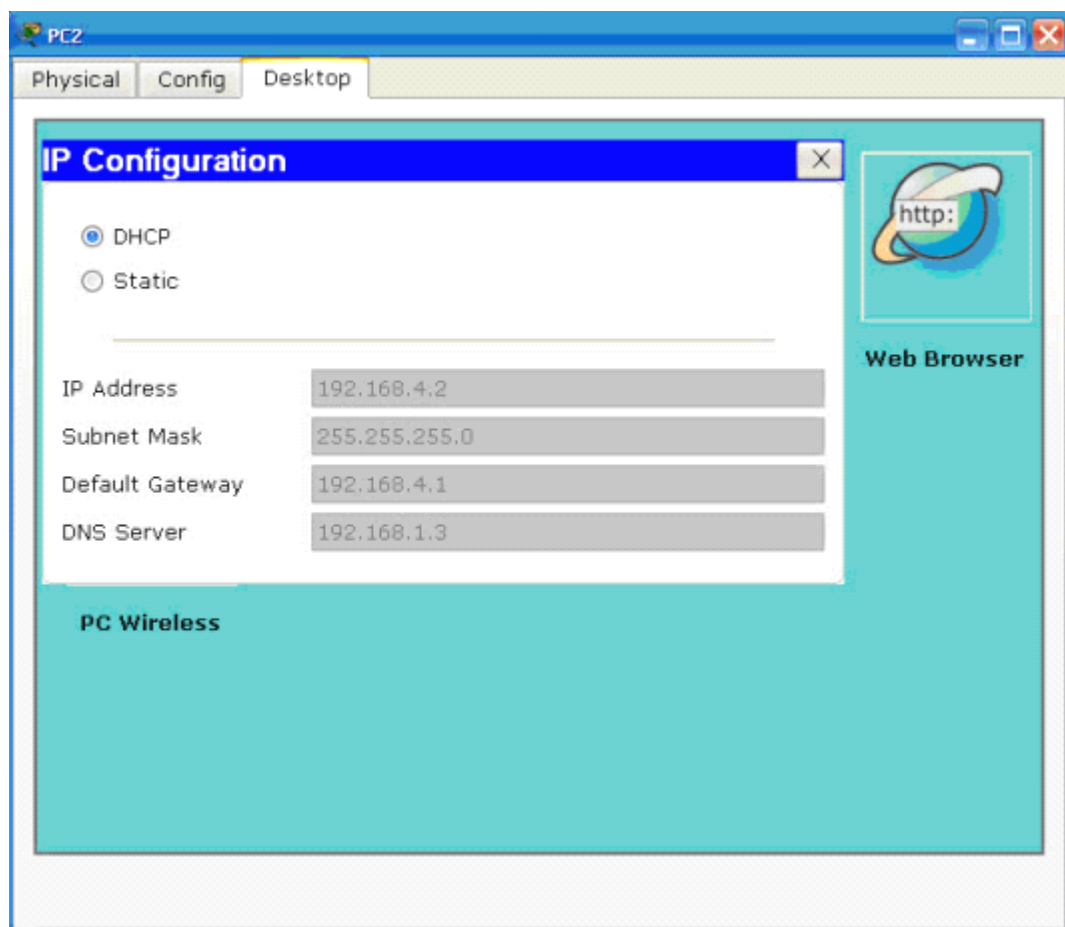 PC2
Physical Config Desktop
IP Configuration
X
http:
DHCP
Static
Web Browser
IP Address 192.168.4.2
Subnet Mask 255.255.255.0
Default Gateway 192.168.4.1
DNS Server 192.168.1.3
PC Wireless